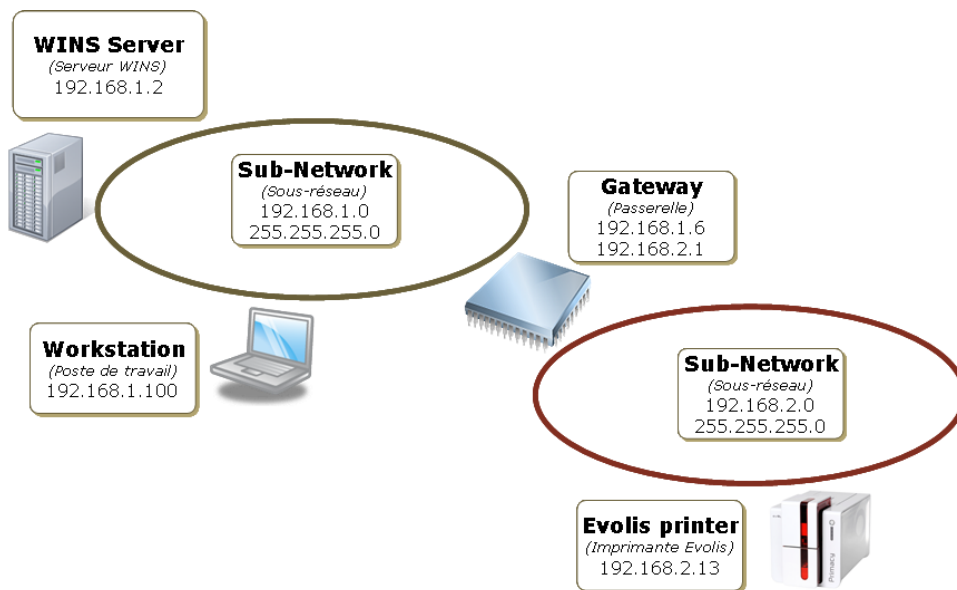 WINS Server
(Serveur WINS)
192.168.1.2
Sub-Network
(Sous-réseau)
192.168.1.0
255.255.255.0
Gateway
(Passerelle)
192.168.1.6
192.168.2.1
Workstation
(Poste de travail)
192.168.1.100
Sub-Network
(Sous-réseau)
192.168.2.0
255.255.255.0
Evolis printer
(Imprimante Evolis)
192.168.2.13
Primacy